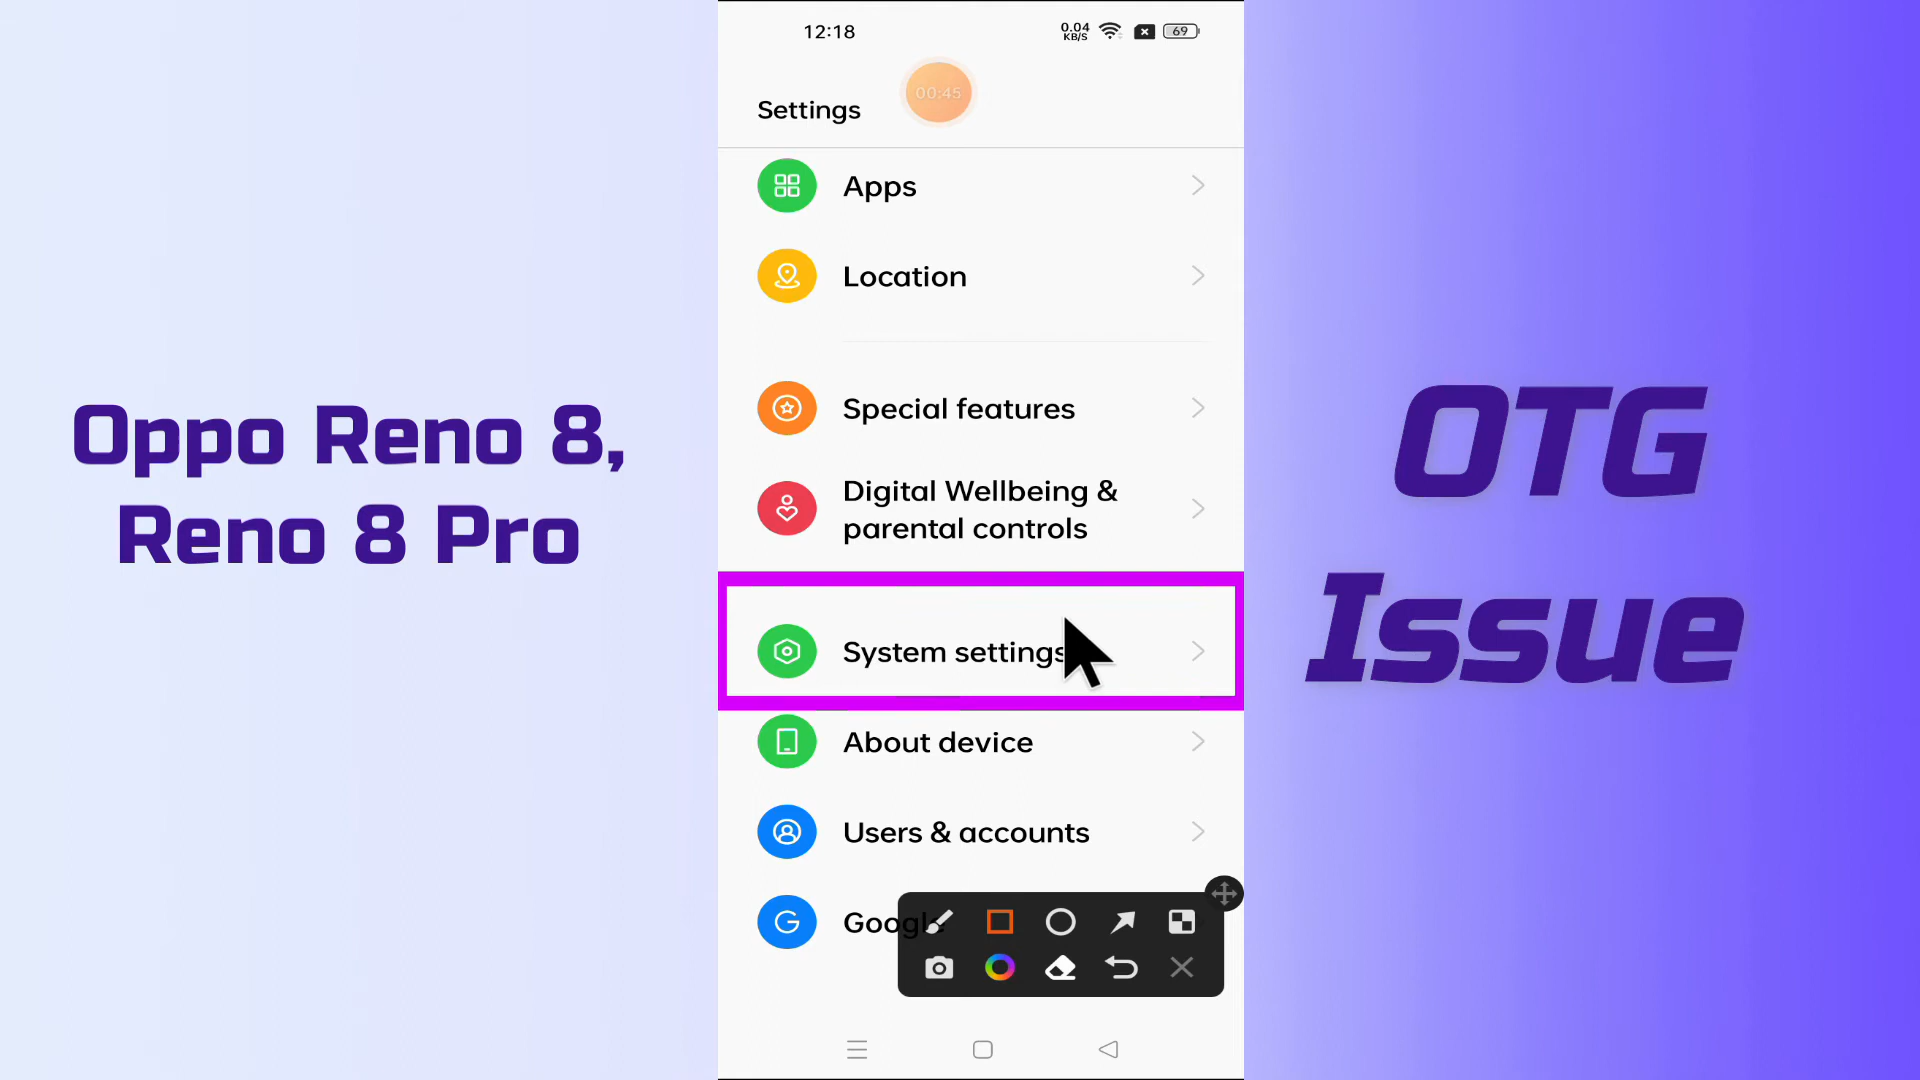 Oppo Reno 8,
Reno 8 Pro
12:18
0.04
KB/S
69
Settings
00:45
Apps
Location
Special features
Digital Wellbeing &
parental controls
System settings
About device
Users & accounts
Google
OTG
Issue